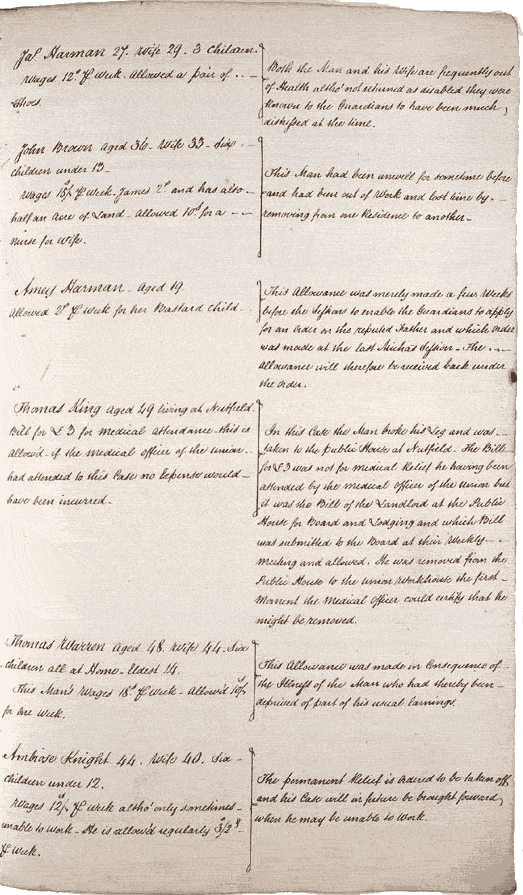 Jas. Harman 27. Wife 29. 3 Children.
Wages 12s. P Week. Allowed a pair of
Shoes.
Both the Man and his Wife are frequently out
of Health altho' not returned as disabled they were
known to the Guardians to have been much
distressed at the time.
John Brown aged 36. Wife 33. Six
children under 13.
Wages 15/. P Week. James 2s. and has also
half an Acre of Land. Allowed 10s for a
Nurse for Wife.
This Man had been unwell for sometime before
and had been out of Work and lost time by
removing from one Residence to another.
Amey Harman. Aged 19.
Allowed 2s. P Week for her Bastard Child.
This Allowance was merely made a few Weeks
before the Sessions to enable the Guardians to apply
for an Order on the reputed Father and which Order
was made at the last Michas. Session. The
Allowance will therefore be received back under
the Order.
Thomas King aged 49 living at Nutfield.
Bill for £3 for medical Attendance. this is
allow'd. if the medical officer of the Union
had attended to this Case no Expense would
have been incurred.
In this Case the Man broke his Leg and was
taken to the public House at Nutfield. The Bill
for £3 was not for medical Relief he having been
attended by the Medical officer of the Union but
it was the Bill of the Landlord at the Public
House for Board and Lodging and which Bill
was submitted to the Board at their Weekly
Meeting and allowed. He was removed from the
Public House to the Union Workhouse the first
Moment the Medical Officer could certify that he
might be removed.
Thomas Warren Aged 48. Wife 44. Six
children all at Home. Eldest 14.
This Man's Wages 18s P Week. Allow'd 10/s
for One Week.
This Allowance was made in Consequence of
the Illness of the Man who had thereby been
deprived of part of his usual Earnings.
Ambrose Knight 44. Wife 40. Six
children under 12.
Wages 12/. P Week altho' only sometimes
unable to Work. He is allow'd regularly 3/2d.
P Week.
The permanent Relief is ordered to be taken off
and his Case will in future be brought forward
when he may be unable to Work.